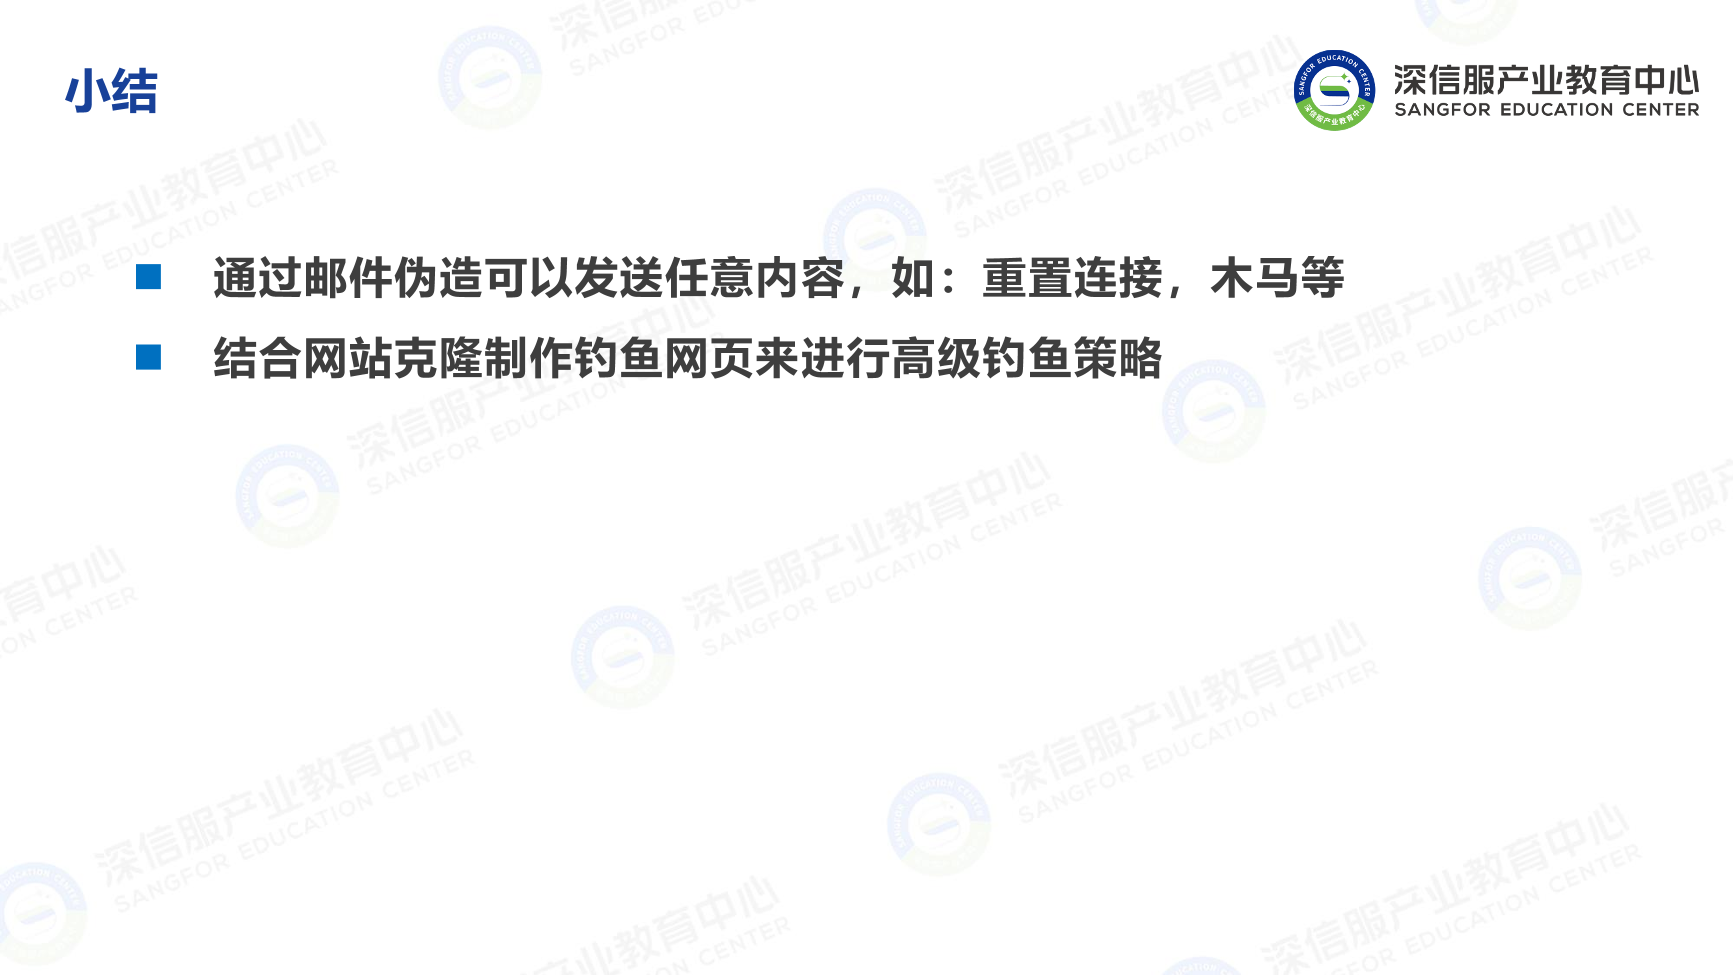 小结
深信服产业教育中心
SANGFOR EDUCATION CENTER
通过邮件伪造可以发送任意内容，如：重置连接，木马等
结合网站克隆制作钓鱼网页来进行高级钓鱼策略